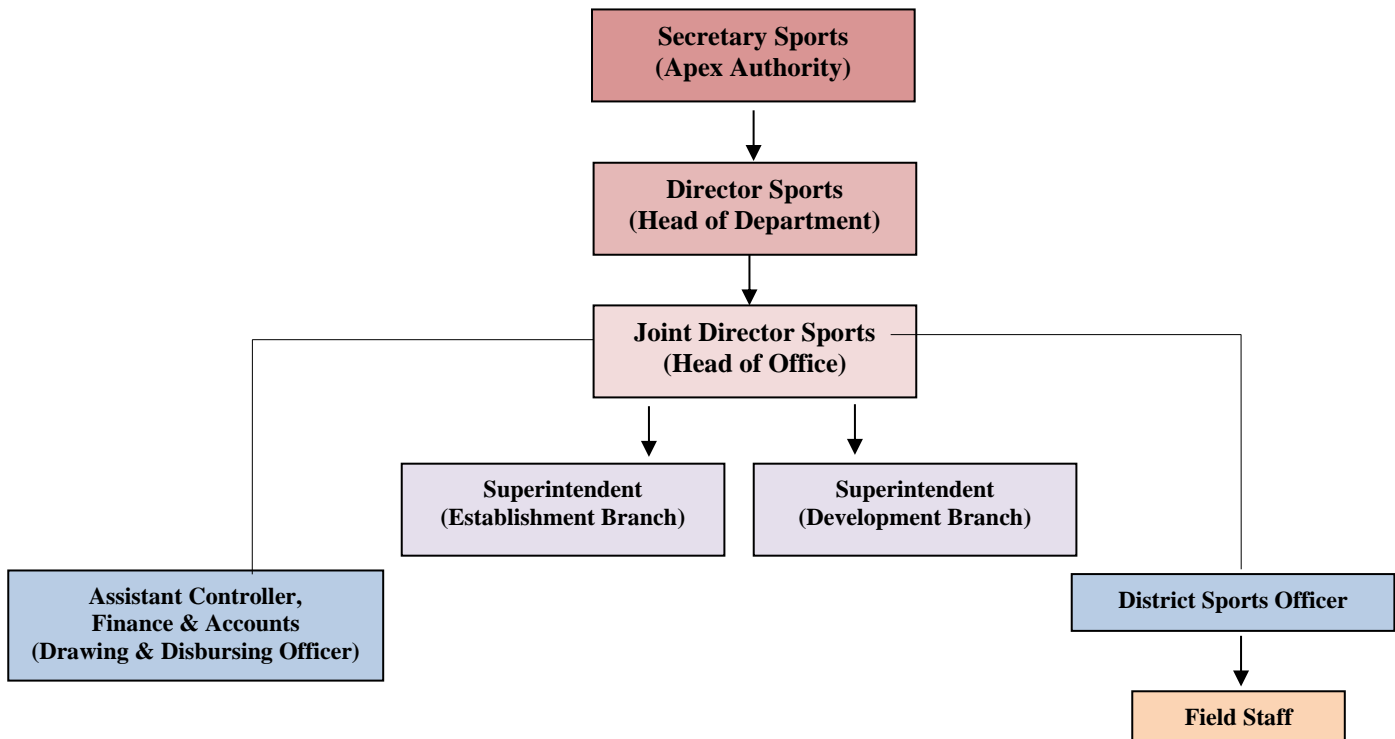 Secretary Sports
(Apex Authority)
Director Sports
(Head of Department)
Joint Director Sports
(Head of Office)
Superintendent
(Establishment Branch)
Superintendent
(Development Branch)
Assistant Controller,
Finance & Accounts
(Drawing & Disbursing Officer)
District Sports Officer
Field Staff